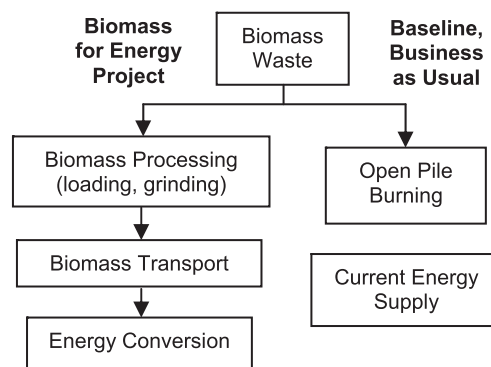 Biomass
for Energy
Project
Biomass
Waste
Baseline,
Business
as Usual
Biomass Processing
(loading, grinding)
Open Pile
Burning
Biomass Transport
Current Energy
Supply
Energy Conversion